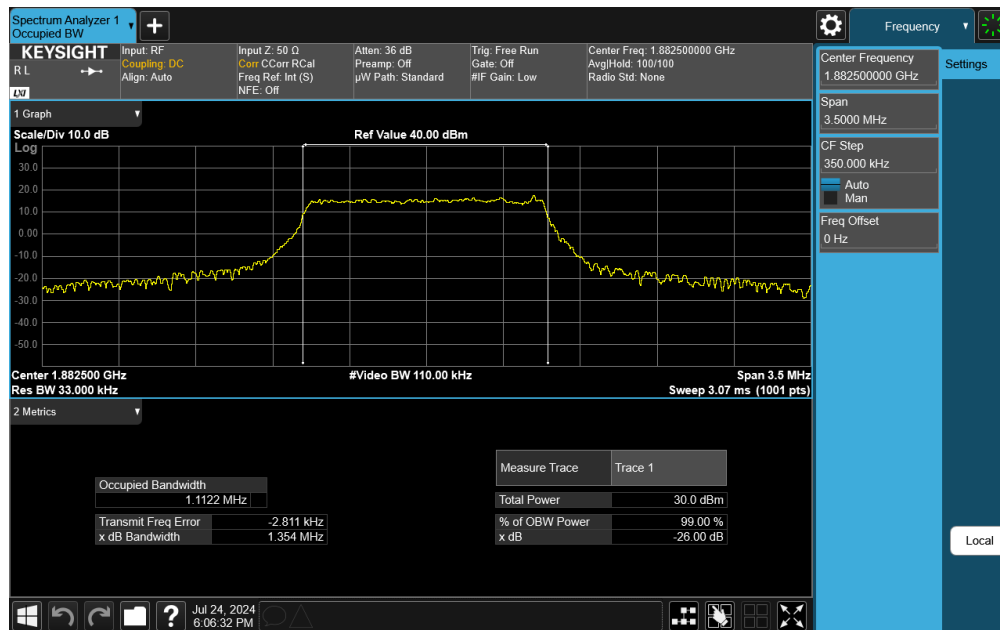 Spectrum Analyzer 1
Occupied BW
Frequency
KEYSIGHT
R L
LXI
Input: RF
Coupling: DC
Align: Auto
Input Z: 50 Ω
Corr CCorr RCal
Freq Ref: Int (S)
NFE: Off
Atten: 36 dB
Preamp: Off
µW Path: Standard
Trig: Free Run
Gate: Off
#IF Gain: Low
Center Freq: 1.882500000 GHz
Avg|Hold: 100/100
Radio Std: None
Center Frequency
1.882500000 GHz
Settings
Span
3.5000 MHz
CF Step
350.000 kHz
Auto
Man
Freq Offset
0 Hz
Local
1 Graph
Scale/Div 10.0 dB
Ref Value 40.00 dBm
Log
30.0
20.0
10.0
0.00
-10.0
-20.0
-30.0
-40.0
-50.0
Center 1.882500 GHz
#Video BW 110.00 kHz
Span 3.5 MHz
Res BW 33.000 kHz
Sweep 3.07 ms (1001 pts)
2 Metrics
Measure Trace Trace 1
Occupied Bandwidth
1.1122 MHz
Total Power 30.0 dBm
Transmit Freq Error -2.811 kHz
% of OBW Power 99.00 %
x dB Bandwidth 1.354 MHz
x dB -26.00 dB
Jul 24, 2024
6:06:32 PM